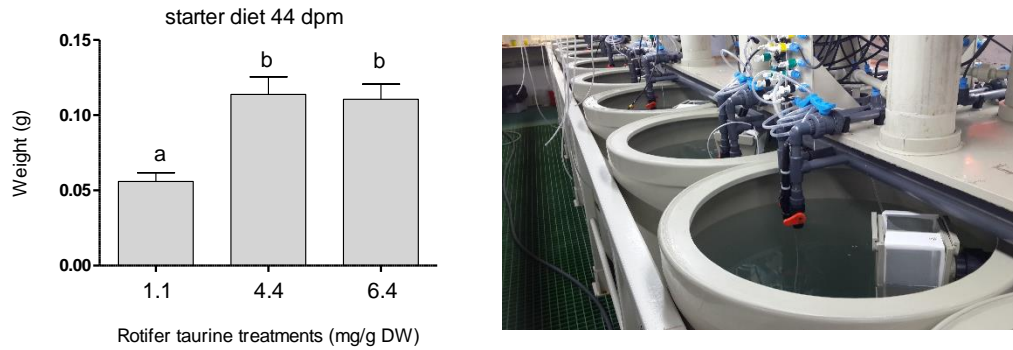 starter diet 44 dpm
0.15
0.10
0.05
0.00
Weight (g)
a
b
b
1.1
4.4
6.4
Rotifer taurine treatments (mg/g DW)